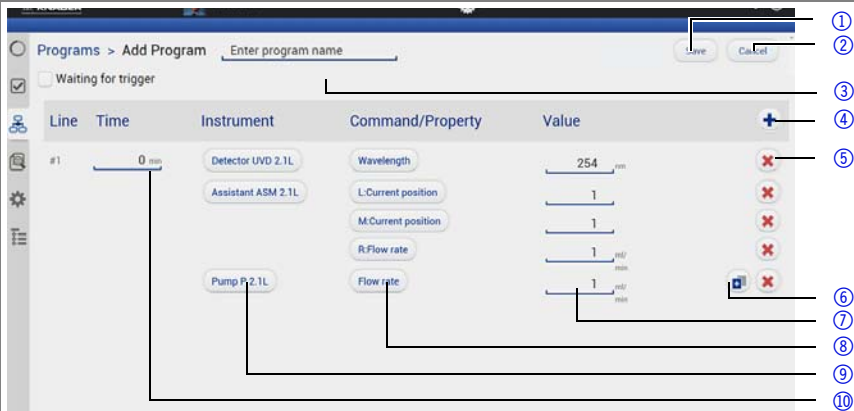 KNAUER
①
Programs > Add Program Enter program name Save Cancel ②
Waiting for trigger
③
Line Time Instrument Command/Property Value ④
#1 0 min Detector UVD 2.1L Wavelength 254 nm ⑤
Assistant ASM 2.1L L:Current position 1
M:Current position 1
R:Flow rate 1 ml/
min
Pump P 2.1L Flow rate 1 ml/
min
⑥
⑦
⑧
⑨
⑩